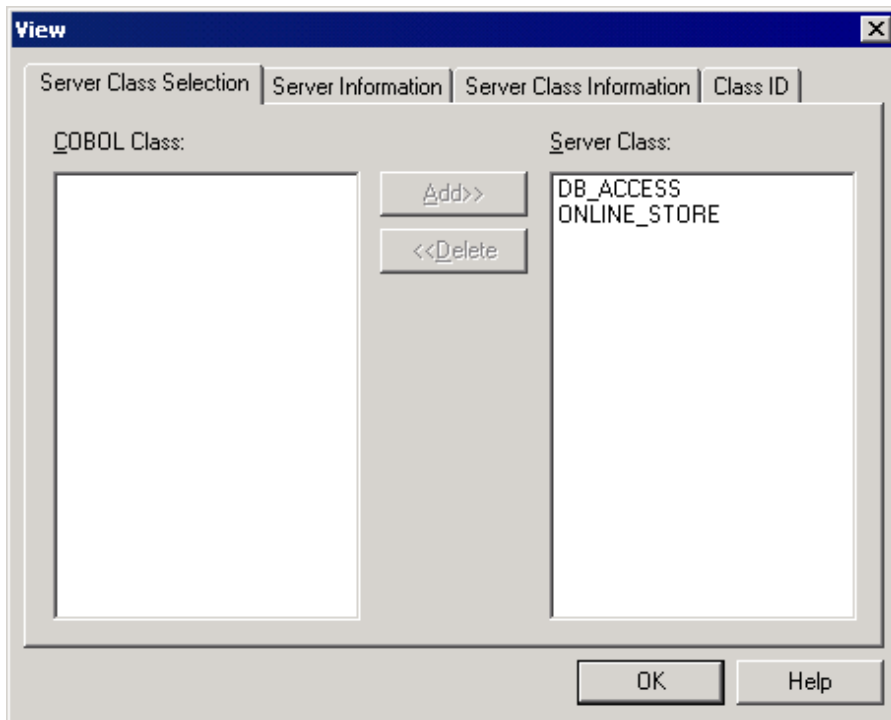 View
Server Class Selection Server Information Server Class Information Class ID
COBOL Class: Server Class:
Add>> DB_ACCESS
ONLINE_STORE
<<Delete
OK Help